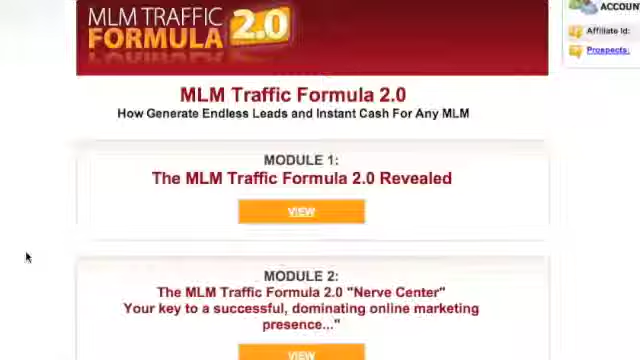 MLM TRAFFIC
FORMULA 2.0
ACCOUN
Affiliate Id:
Prospects:
MLM Traffic Formula 2.0
How Generate Endless Leads and Instant Cash For Any MLM
MODULE 1:
The MLM Traffic Formula 2.0 Revealed
VIEW
MODULE 2:
The MLM Traffic Formula 2.0 "Nerve Center"
Your key to a successful, dominating online marketing
presence..."
VIEW